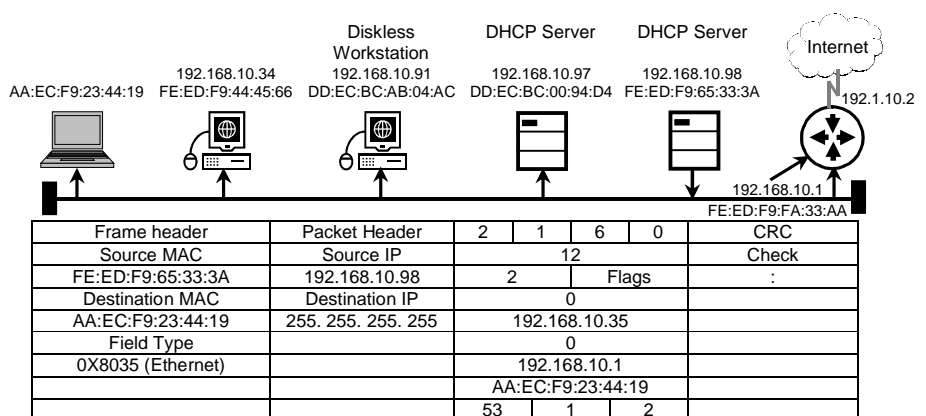 Diskless
Workstation
DHCP Server
DHCP Server
Internet
192.168.10.34
192.168.10.91
192.168.10.97
192.168.10.98
AA:EC:F9:23:44:19
FE:ED:F9:44:45:66
DD:EC:BC:AB:04:AC
DD:EC:BC:00:94:D4
FE:ED:F9:65:33:3A
192.1.10.2
192.168.10.1
FE:ED:F9:FA:33:AA
Frame header Packet Header 2 1 6 0 CRC
Source MAC Source IP 12 Check
FE:ED:F9:65:33:3A 192.168.10.98 2 Flags :
Destination MAC Destination IP 0
AA:EC:F9:23:44:19 255. 255. 255. 255 192.168.10.35
Field Type 0
0X8035 (Ethernet) 192.168.10.1
AA:EC:F9:23:44:19
53 1 2